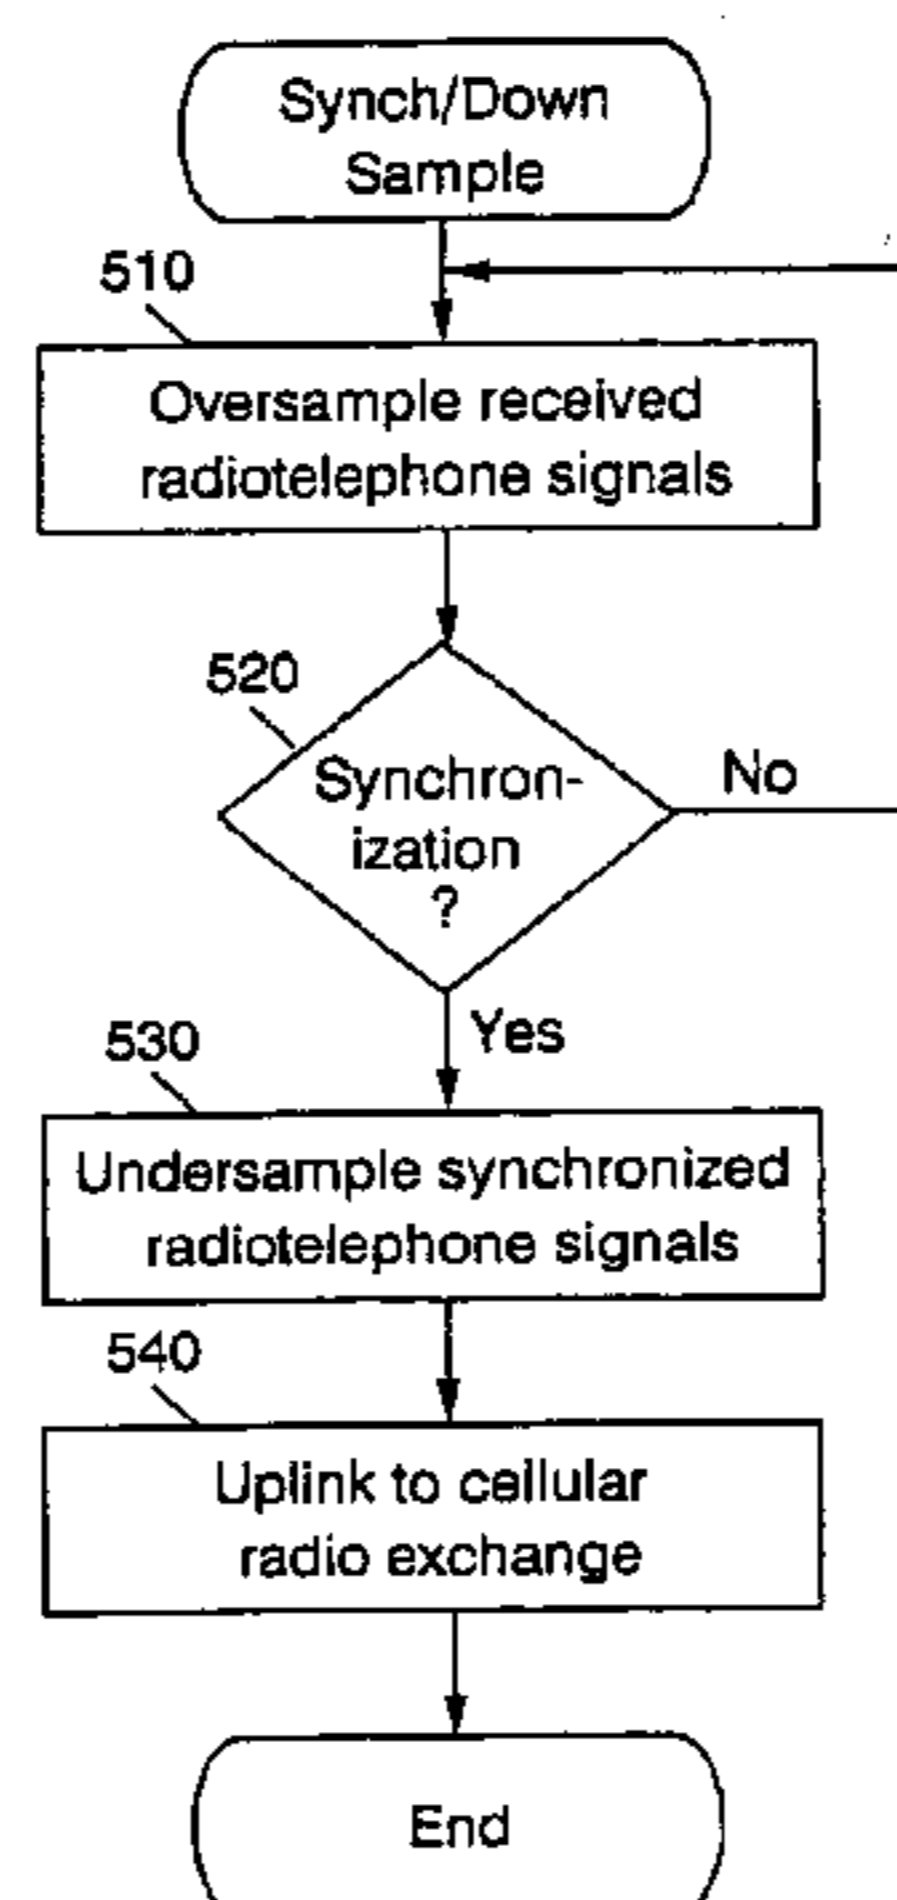 Synch/Down
Sample
510
Oversample received
radiotelephone signals
520
Synchron-
ization
?
No
Yes
530
Undersample synchronized
radiotelephone signals
540
Uplink to cellular
radio exchange
End